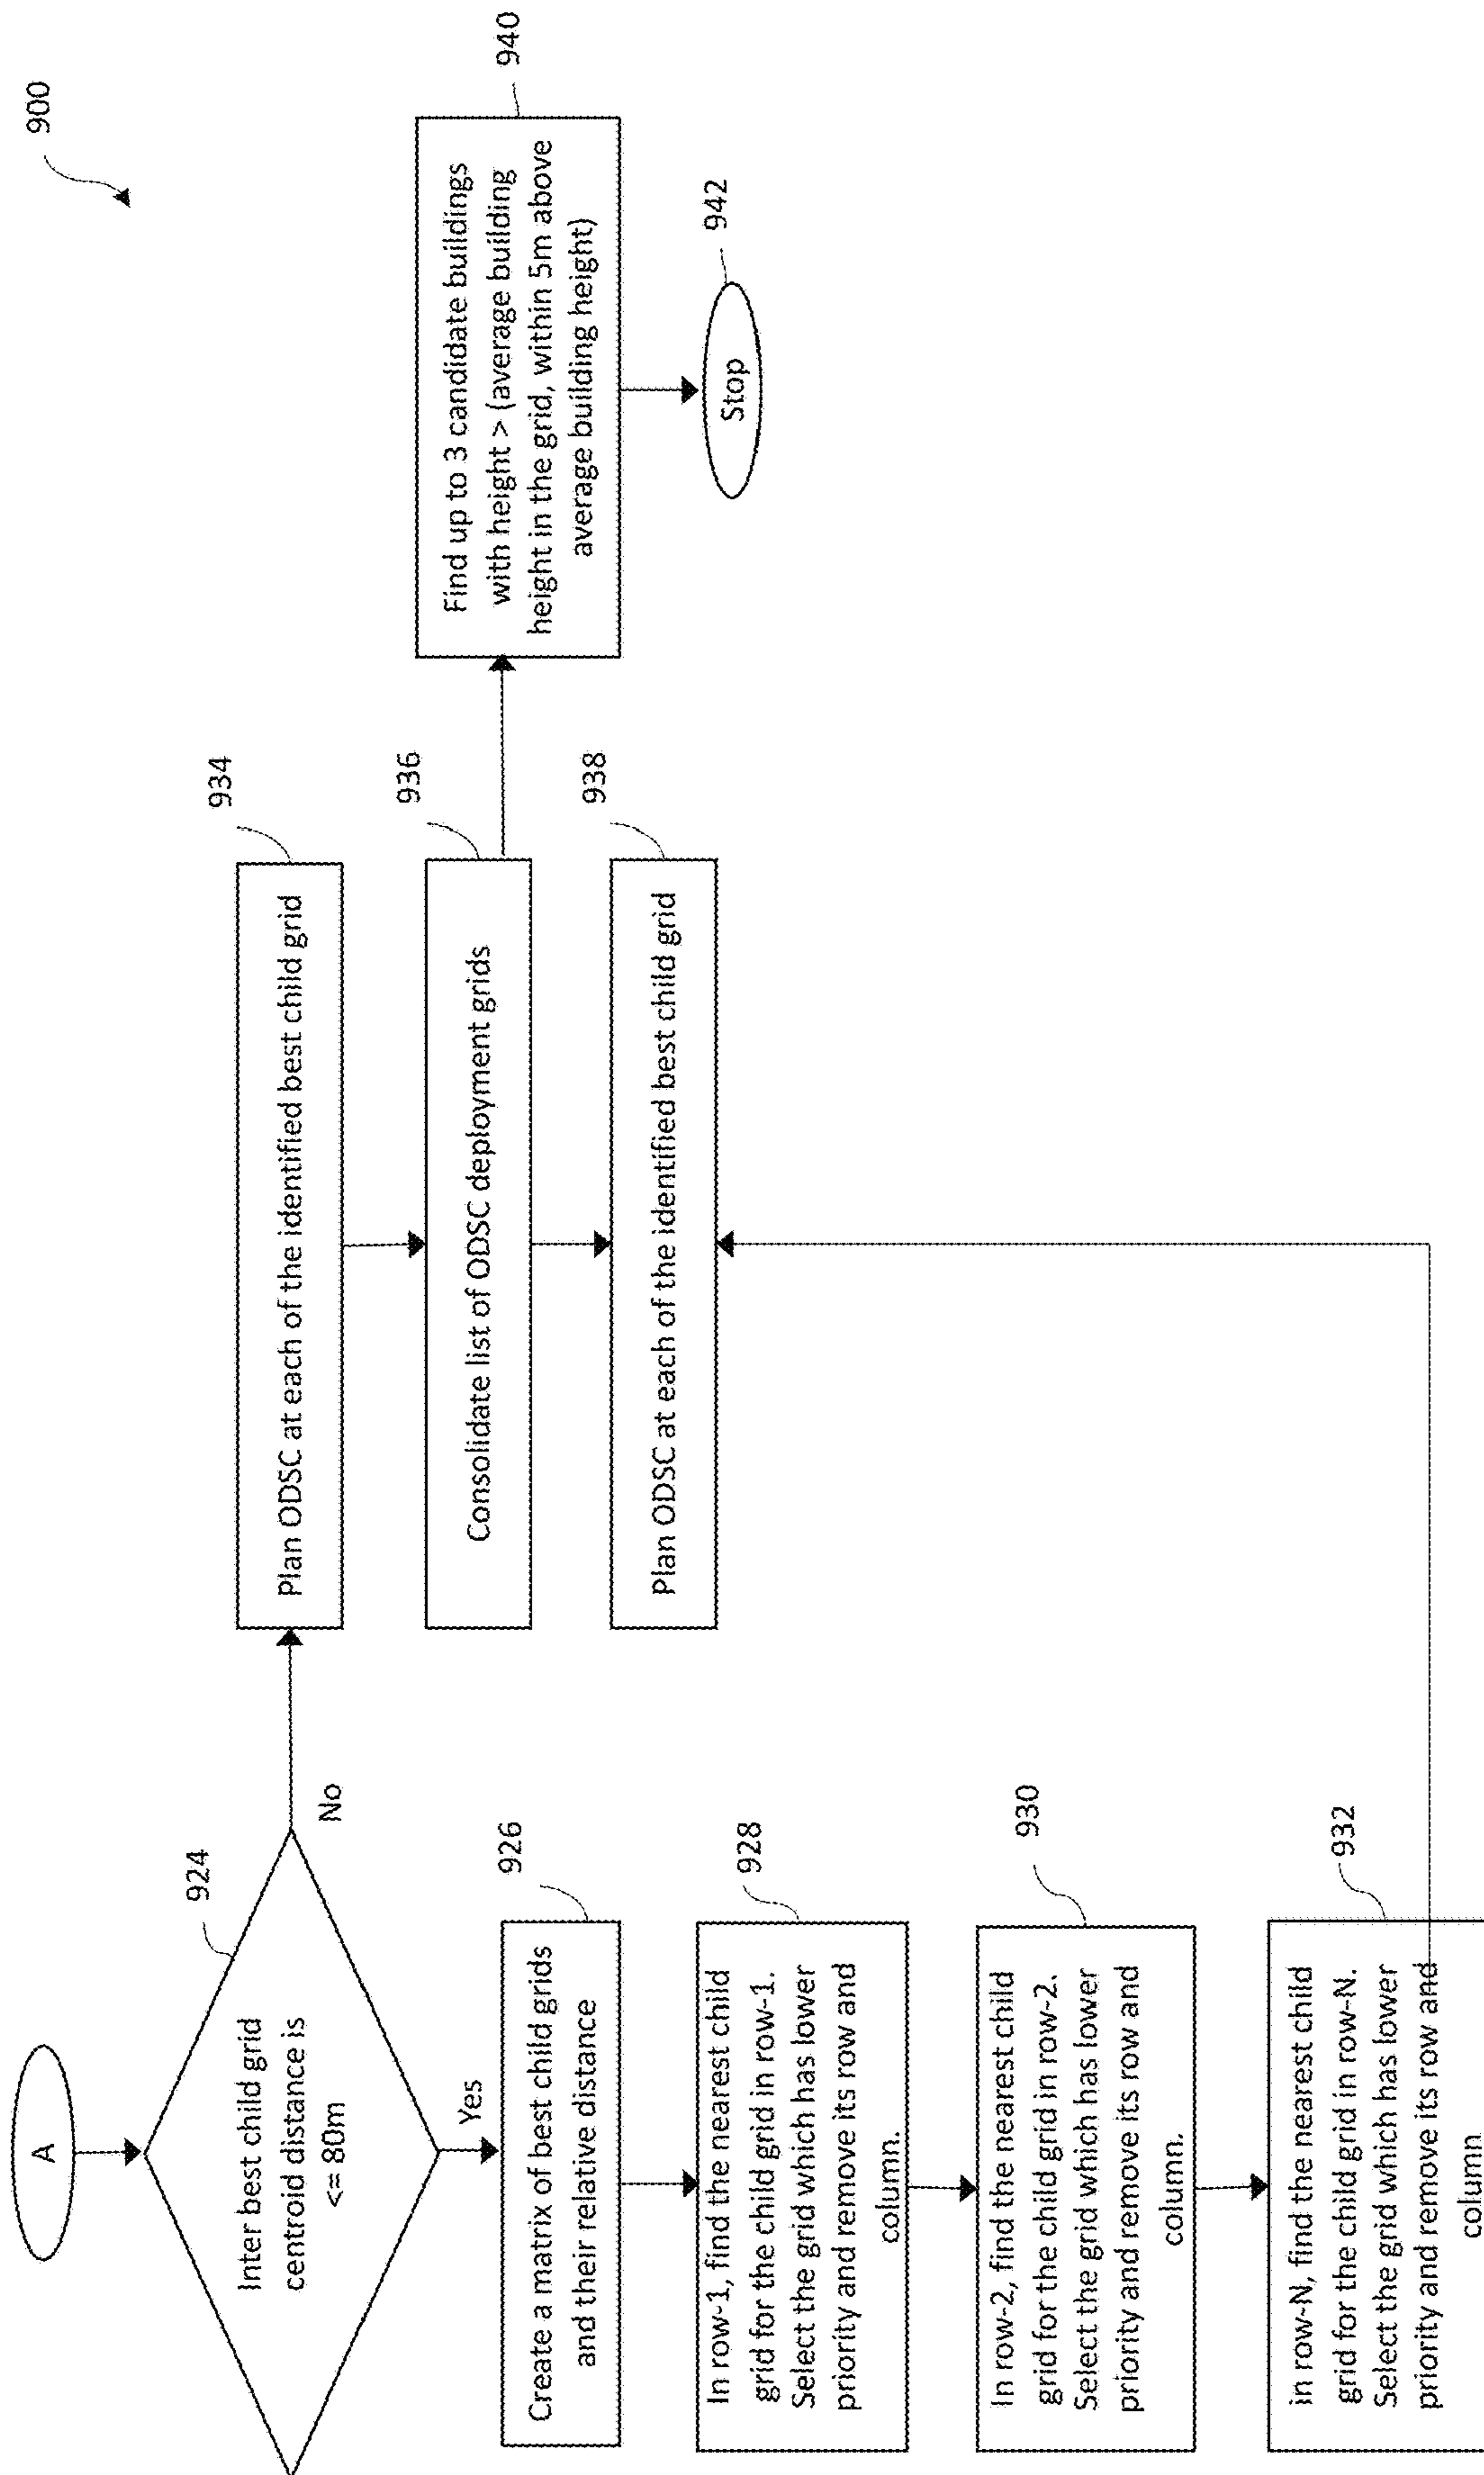 900
A
924
Inter best child grid
centroid distance is
<= 80m
No
Yes
926
Create a matrix of best child grids
and their relative distance
928
In row-1, find the nearest child
grid for the child grid in row-1.
Select the grid which has lower
priority and remove its row and
column.
930
In row-2, find the nearest child
grid for the child grid in row-2.
Select the grid which has lower
priority and remove its row and
column.
932
in row-N, find the nearest child
grid for the child grid in row-N.
Select the grid which has lower
priority and remove its row and
column.
934
Plan ODSC at each of the identified best child grid
936
Consolidate list of ODSC deployment grids
938
Plan ODSC at each of the identified best child grid
940
Find up to 3 candidate buildings
with height > (average building
height in the grid, within 5m above
average building height)
942
Stop